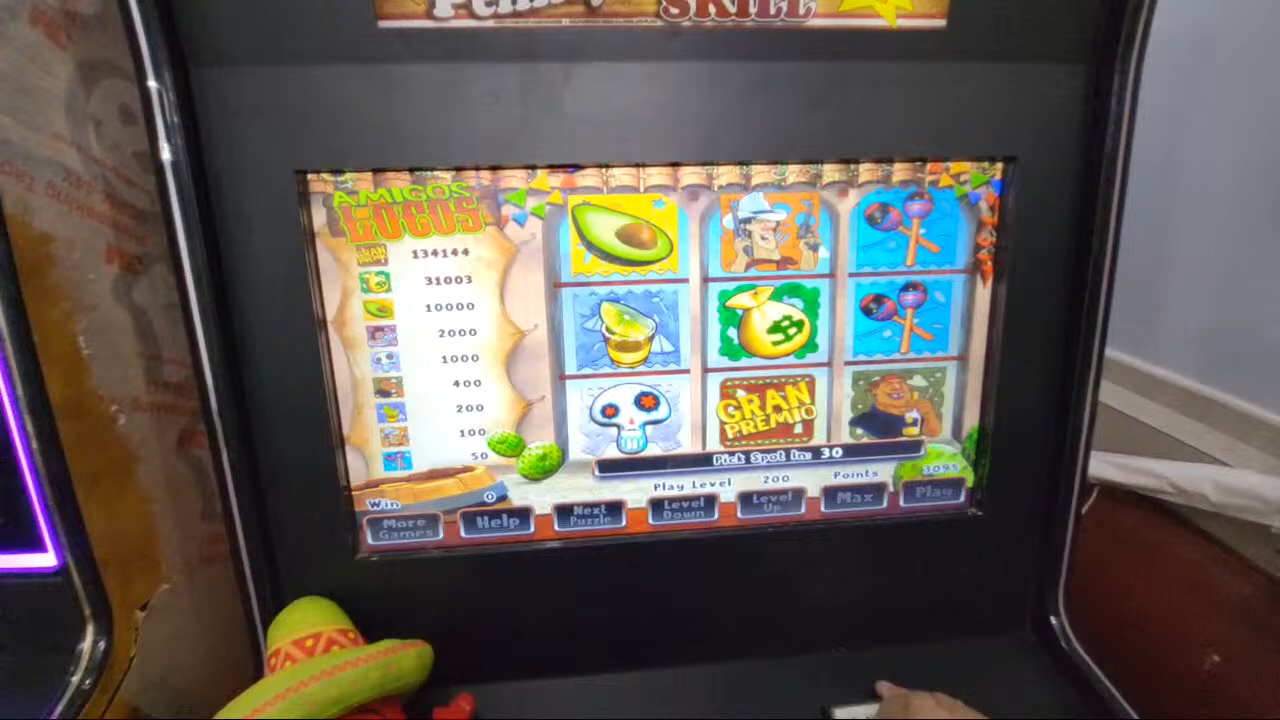 SKILL
AMIGOS
LOCOS
134144
31003
10000
2000
1000
400
200
100
50
GRAN
PREMIO
Pick Spot In: 30
Play Level 200 Points 3095
Win 0
More
Games
Help
Next
Puzzle
Level
Down
Level
Up
Max
Play